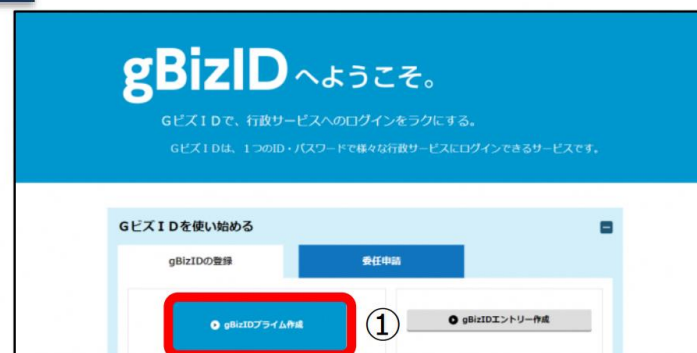 gBizIDへようこそ。
GビズIDで、行政サービスへのログインをラクにする。
GビズIDは、1つのID・パスワードで様々な行政サービスにログインできるサービスです。
GビズIDを使い始める
gBizIDの登録
委任申請
gBizIDプライム作成
①
gBizIDエントリー作成